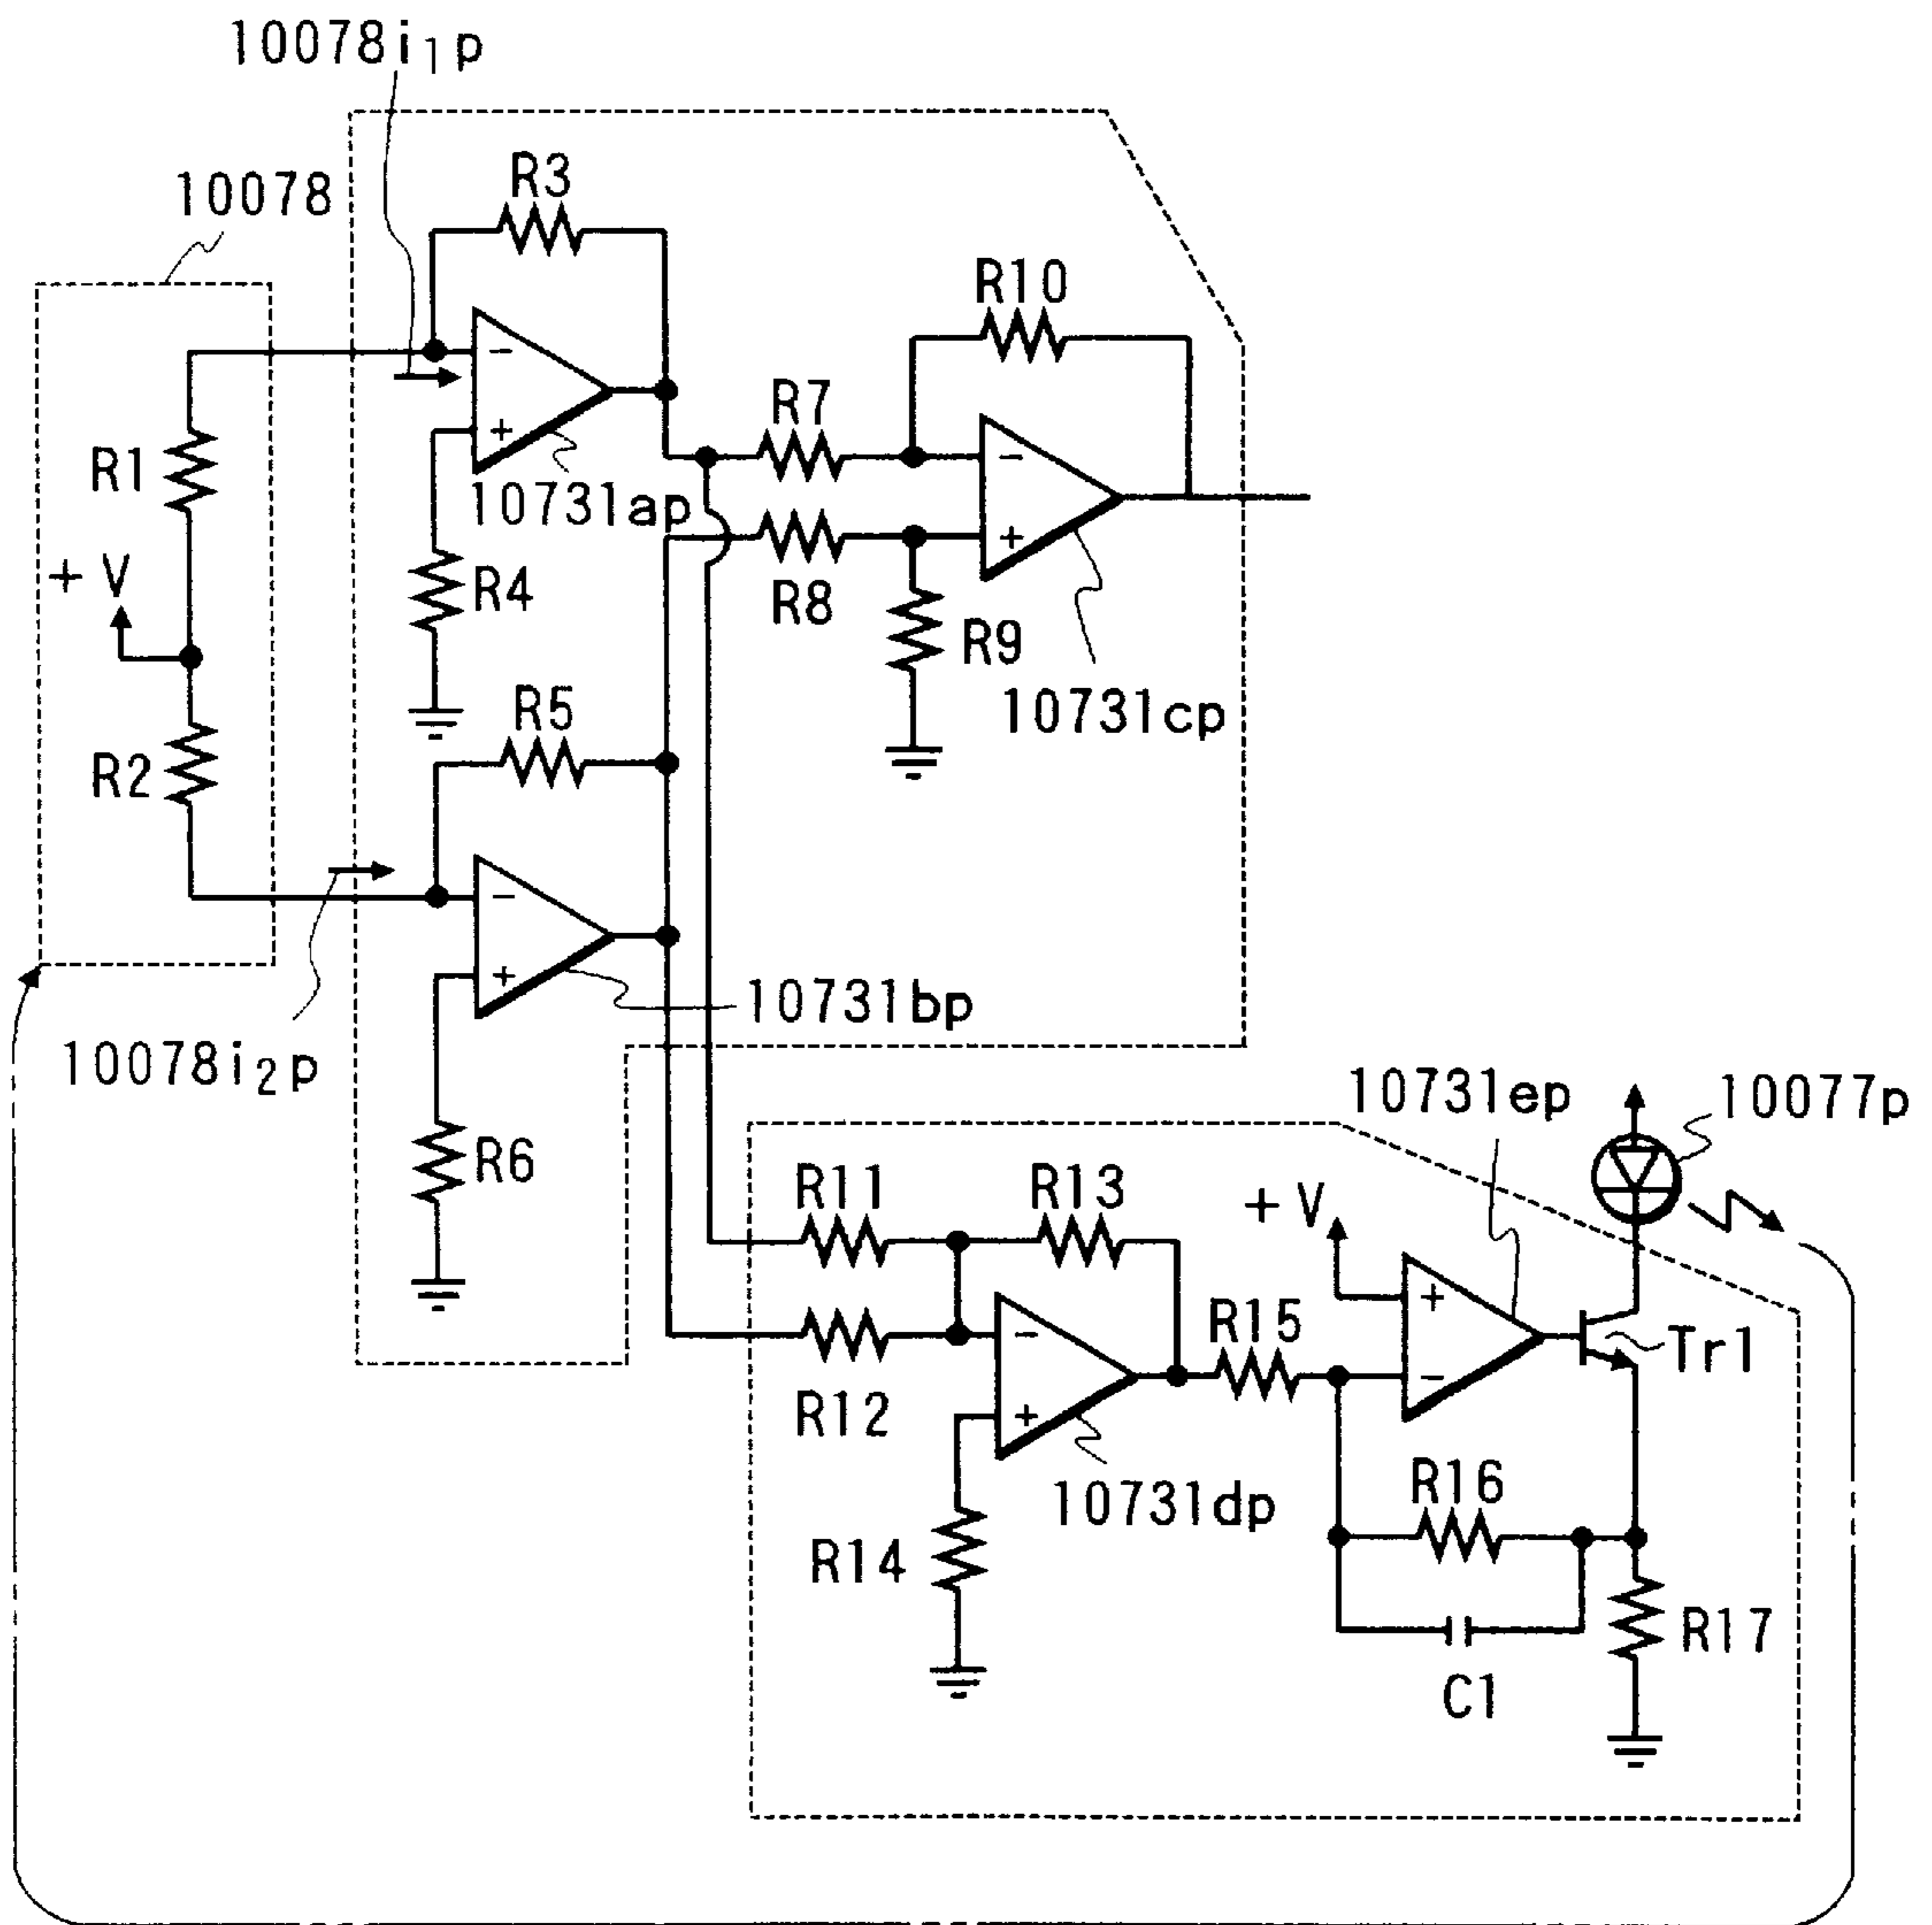 10078i1p
10078
R3
R10
-
R1
+
R7
10731ap
-
+ V
R4
R8
+
R9
10731cp
R5
R2
-
+
10731bp
10078i2p
R6
10731ep
10077p
R11
R13
+ V
+
R15
-
Tr1
R12
-
+
10731dp
R16
R14
R17
C1